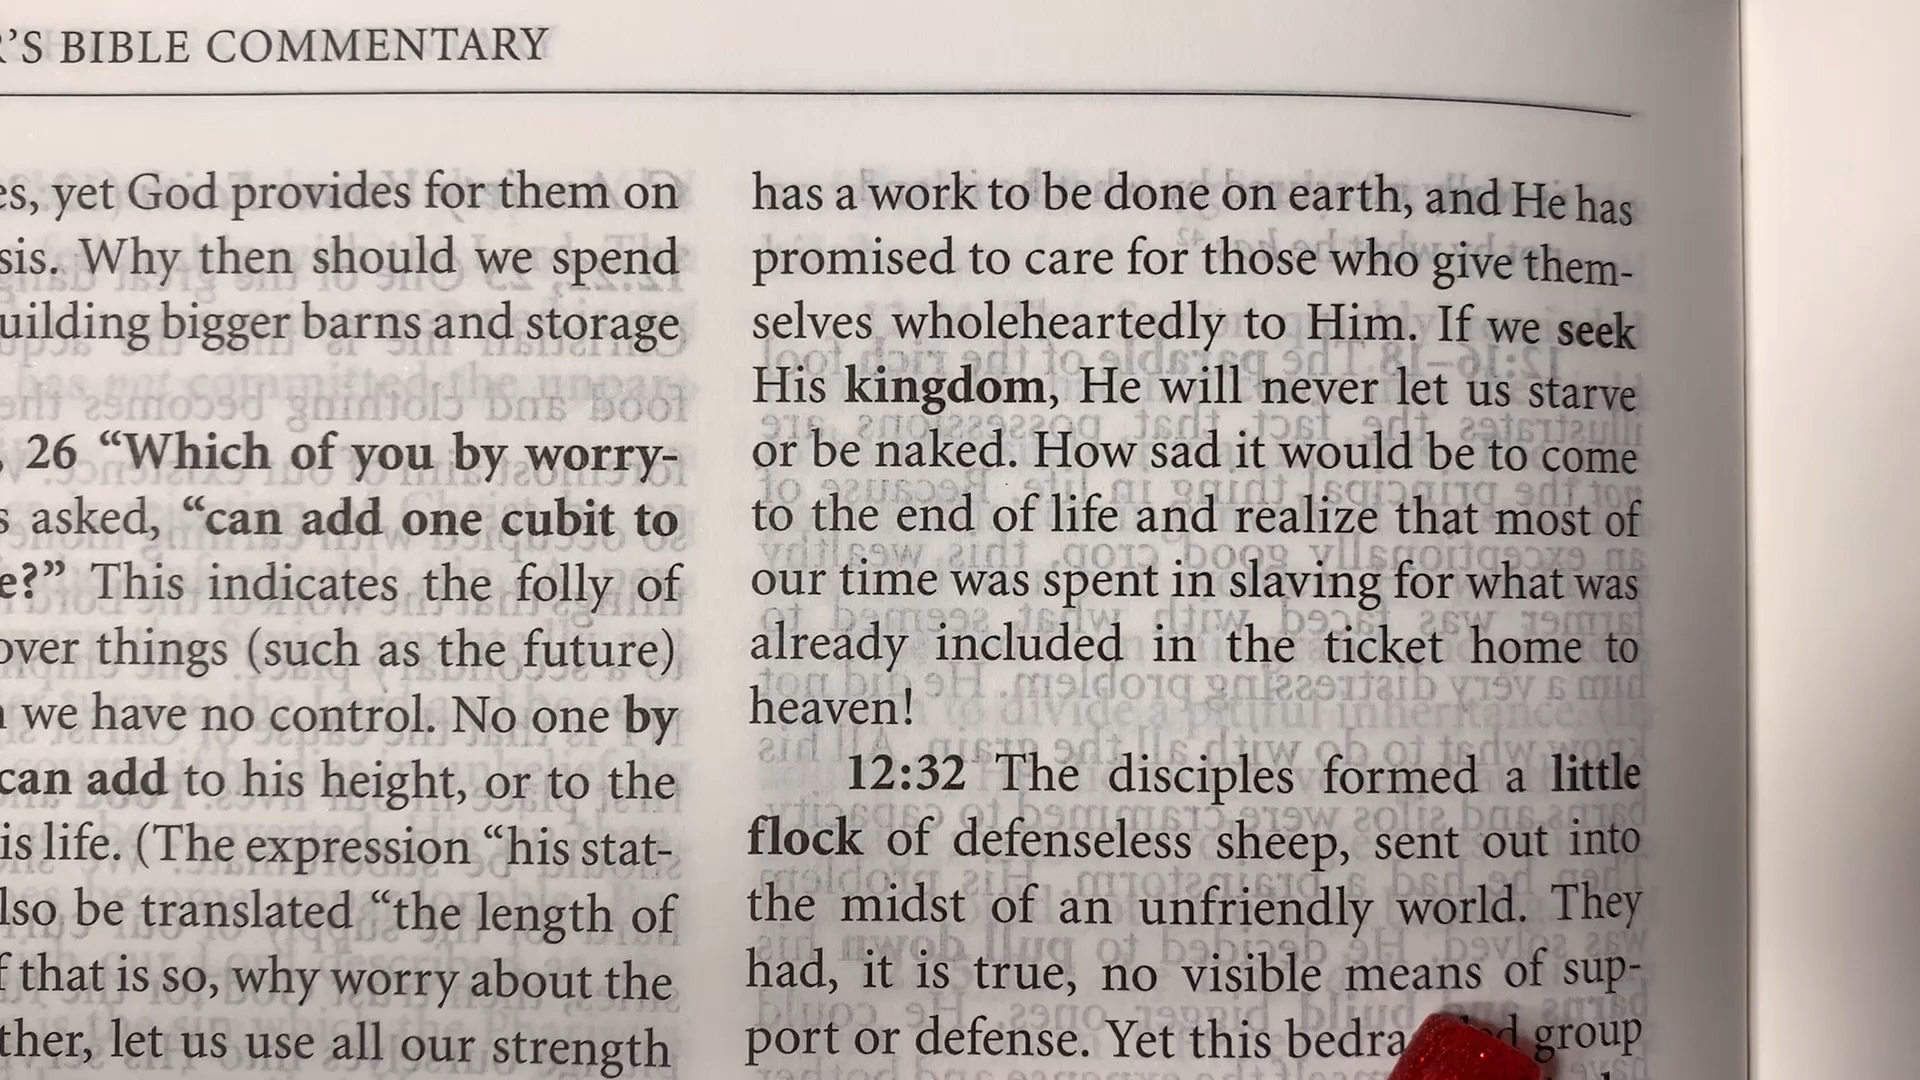 ’S BIBLE COMMENTARY
yet God provides for them on
Why then should we spend
bigger barns and storage
26 “Which of you by worry-
asked, “can add one cubit to
This indicates the folly of
things (such as the future)
we have no control. No one by
can add to his height, or to the
life. (The expression “his stat-
be translated “the length of
that is so, why worry about the
let us use all our strength
has a work to be done on earth, and He has
promised to care for those who give them-
selves wholeheartedly to Him. If we seek
His kingdom, He will never let us starve
or be naked. How sad it would be to come
to the end of life and realize that most of
our time was spent in slaving for what was
already included in the ticket home to
heaven!
12:32 The disciples formed a little
flock of defenseless sheep, sent out into
the midst of an unfriendly world. They
had, it is true, no visible means of sup-
port or defense. Yet this group